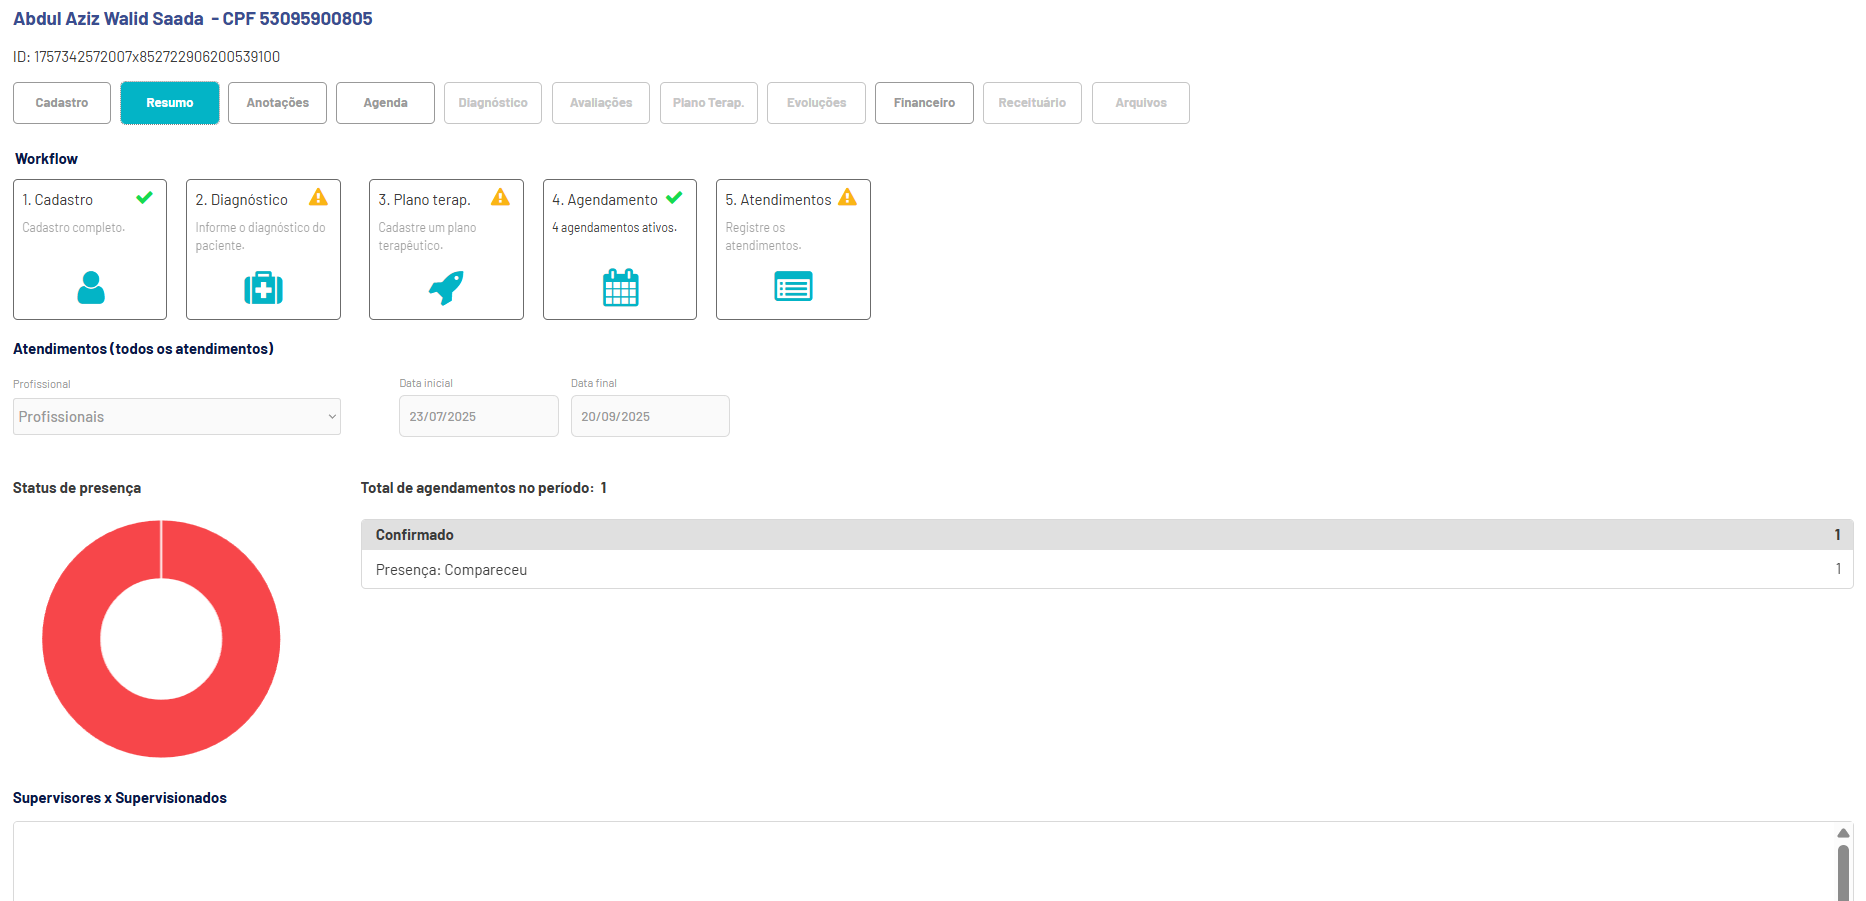 Abdul Aziz Walid Saada - CPF 53095900805
ID: 1757342572007x852722906200539100
Cadastro Resumo Anotações Agenda Diagnóstico Avaliações Plano Terap. Evoluções Financeiro Receituário Arquivos
Workflow
1. Cadastro
Cadastro completo.
2. Diagnóstico
Informe o diagnóstico do
paciente.
3. Plano terap.
Cadastre um plano
terapêutico.
4. Agendamento
4 agendamentos ativos.
5. Atendimentos
Registre os
atendimentos.
Atendimentos (todos os atendimentos)
Profissional
Profissionais
Data inicial
23/07/2025
Data final
20/09/2025
Status de presença
Total de agendamentos no período: 1
Confirmado 1
Presença: Compareceu 1
Supervisores x Supervisionados